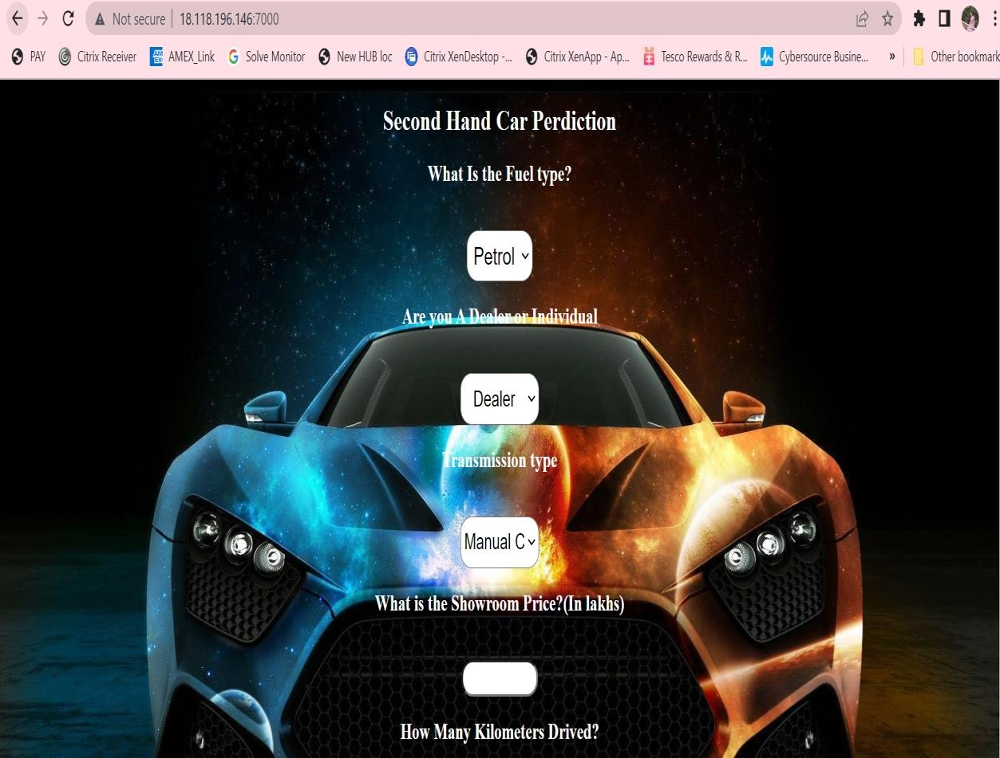 Not secure | 18.118.196.146:7000
PAY Citrix Receiver AM EX AMEX_Link G Solve Monitor New HUB loc Citrix XenDesktop -... Citrix XenApp - Ap... Tesco Rewards & R... Cybersource Busine... » Other bookmark
Second Hand Car Perdiction
What Is the Fuel type?
Petrol
Are you A Dealer or Individual
Dealer
Transmission type
Manual C
What is the Showroom Price?(In lakhs)
How Many Kilometers Drived?